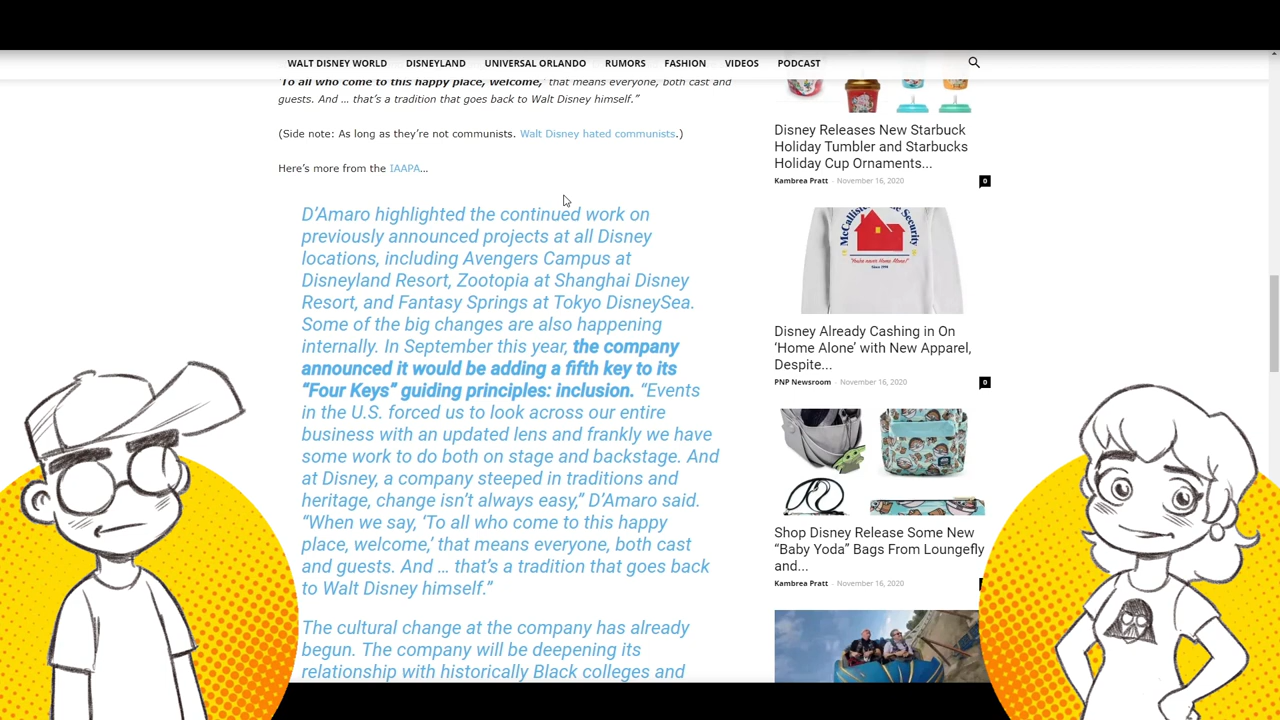 WALT DISNEY WORLD DISNEYLAND UNIVERSAL ORLANDO RUMORS FASHION VIDEOS PODCAST
'To all who come to this happy place, welcome,' that means everyone, both cast and
guests. And … that's a tradition that goes back to Walt Disney himself."
(Side note: As long as they're not communists. Walt Disney hated communists.)
Here's more from the IAAPA…
D'Amaro highlighted the continued work on
previously announced projects at all Disney
locations, including Avengers Campus at
Disneyland Resort, Zootopia at Shanghai Disney
Resort, and Fantasy Springs at Tokyo DisneySea.
Some of the big changes are also happening
internally. In September this year, the company
announced it would be adding a fifth key to its
"Four Keys" guiding principles: inclusion. "Events
in the U.S. forced us to look across our entire
business with an updated lens and frankly we have
some work to do both on stage and backstage. And
at Disney, a company steeped in traditions and
heritage, change isn't always easy," D'Amaro said.
"When we say, 'To all who come to this happy
place, welcome,' that means everyone, both cast
and guests. And … that's a tradition that goes back
to Walt Disney himself."
The cultural change at the company has already
begun. The company will be deepening its
relationship with historically Black colleges and
Disney Releases New Starbuck
Holiday Tumbler and Starbucks
Holiday Cup Ornaments...
Kambrea Pratt - November 16, 2020 0
"You're never Home Alone!"
Disney Already Cashing in On
'Home Alone' with New Apparel,
Despite...
PNP Newsroom - November 16, 2020 0
Shop Disney Release Some New
"Baby Yoda" Bags From Loungefly
and...
Kambrea Pratt - November 16, 2020